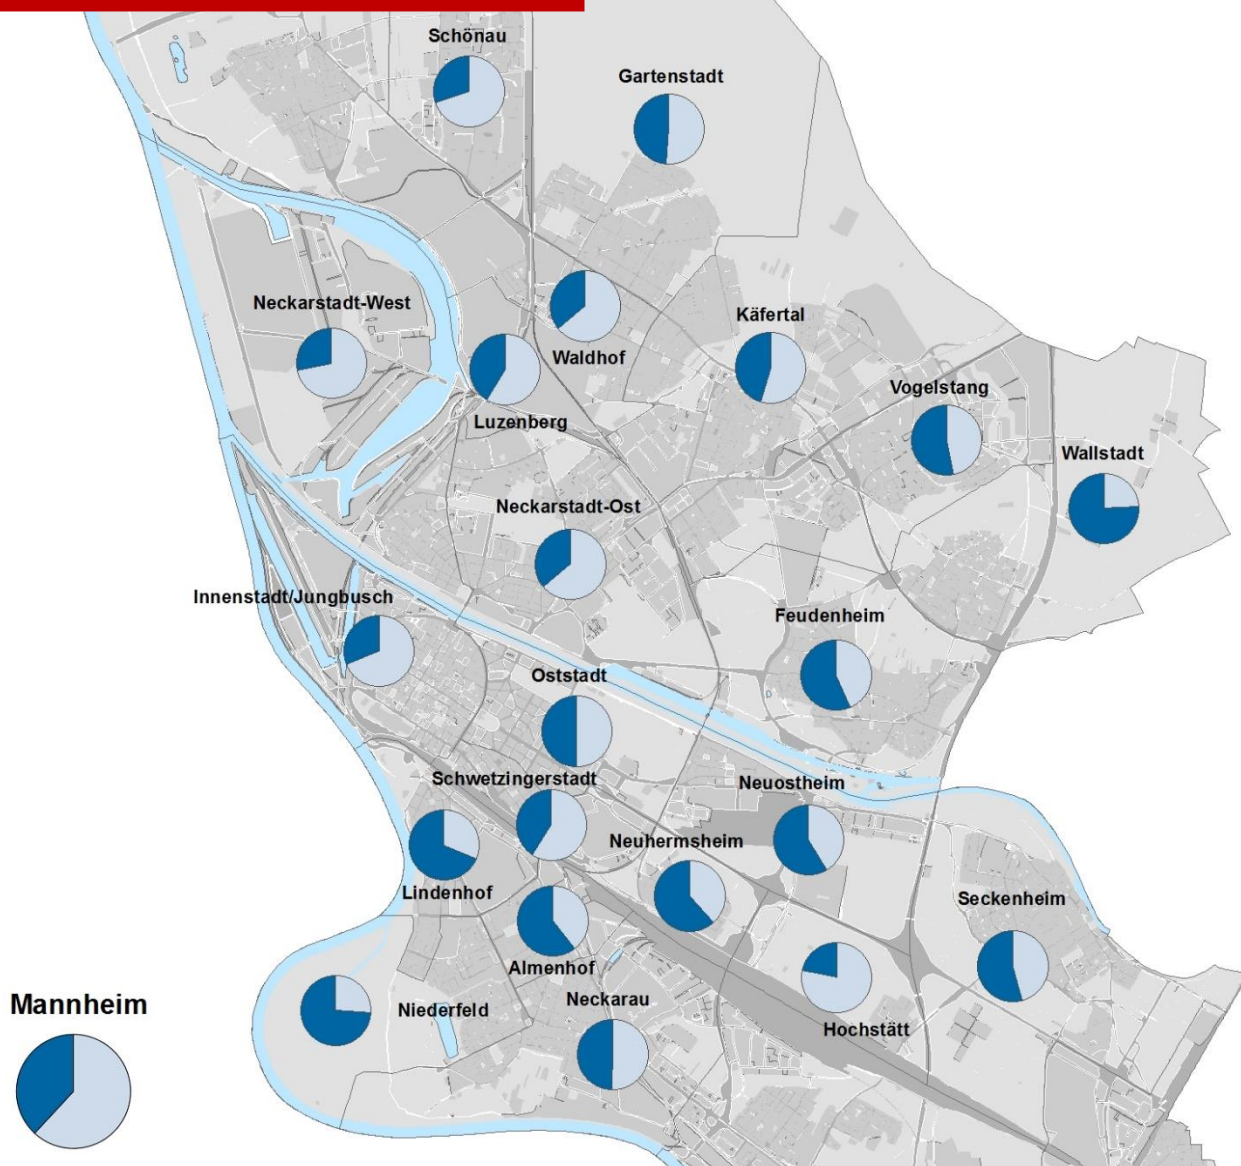 Schönau
Gartenstadt
Neckarstadt-West
Waldhof
Käfertal
Luzenberg
Vogelstang
Wallstadt
Neckarstadt-Ost
Innenstadt/Jungbusch
Feudenheim
Oststadt
Schwetzingerstadt
Neuostheim
Neuhermsheim
Lindenhof
Seckenheim
Almenhof
Neckarau
Niederfeld
Hochstätt
Mannheim